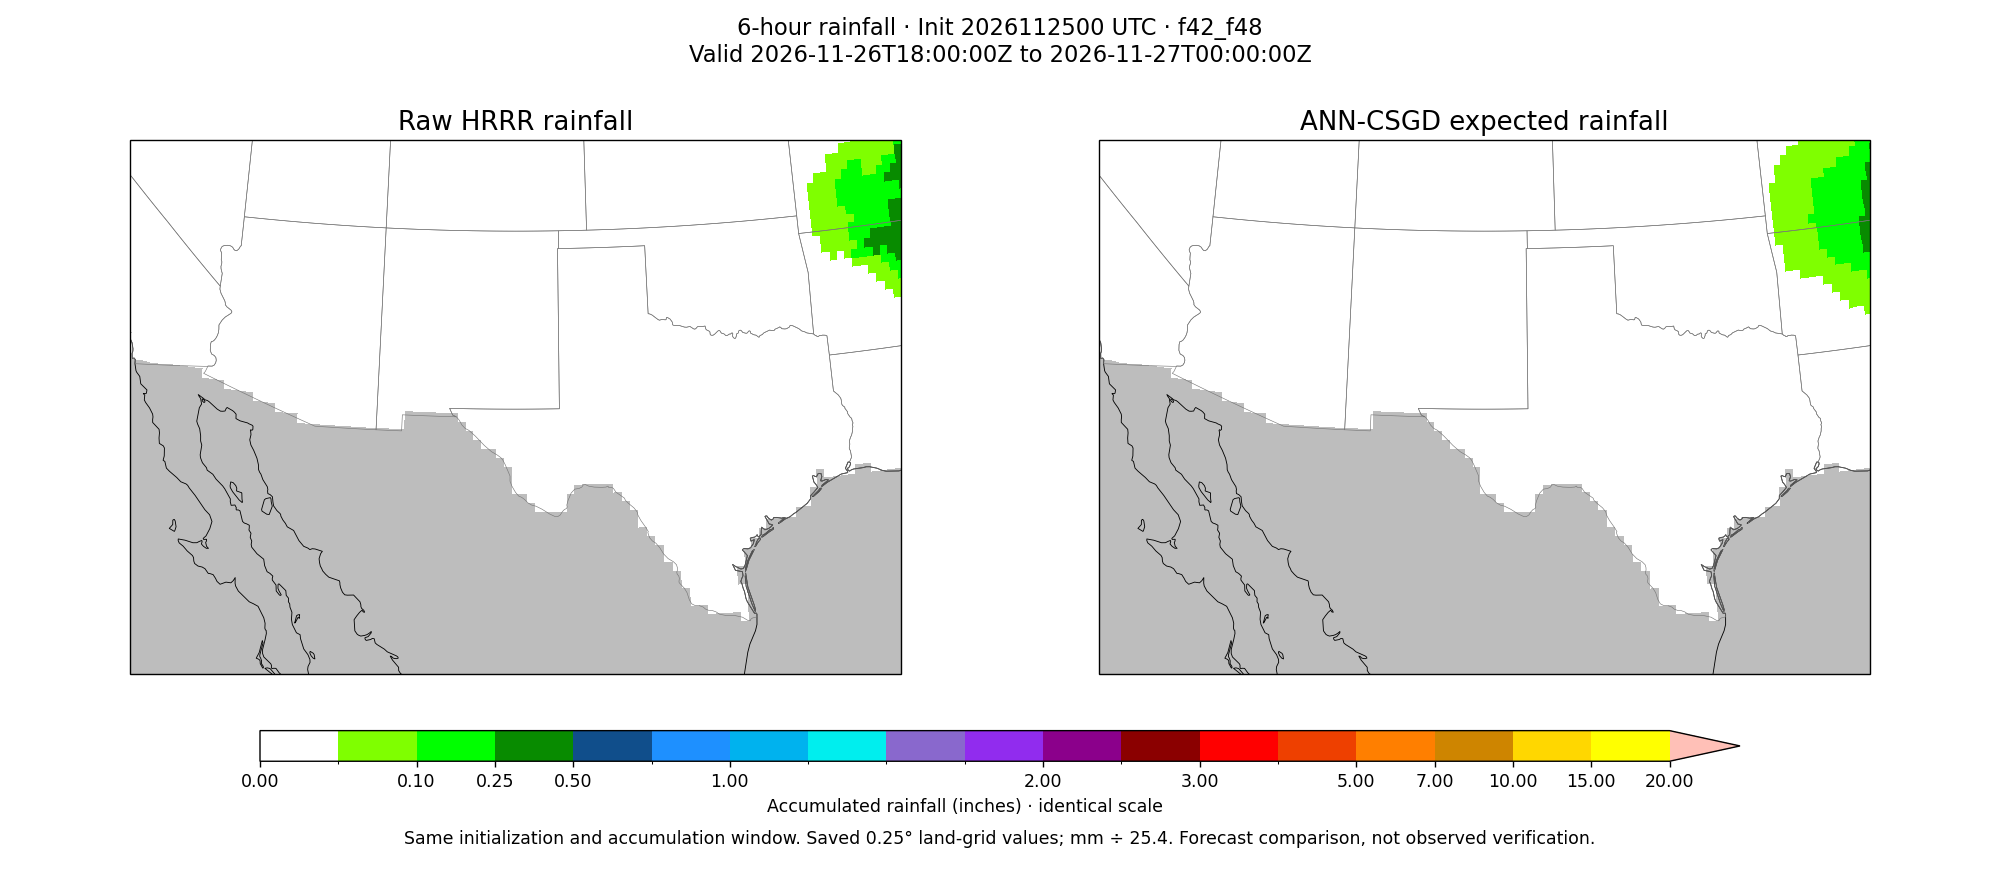 6-hour rainfall · Init 2026112500 UTC · f42_f48
Valid 2026-11-26T18:00:00Z to 2026-11-27T00:00:00Z
Raw HRRR rainfall
ANN-CSGD expected rainfall
0.00 0.10 0.25 0.50 1.00 2.00 3.00 5.00 7.00 10.00 15.00 20.00
Accumulated rainfall (inches) · identical scale
Same initialization and accumulation window. Saved 0.25° land-grid values; mm ÷ 25.4. Forecast comparison, not observed verification.